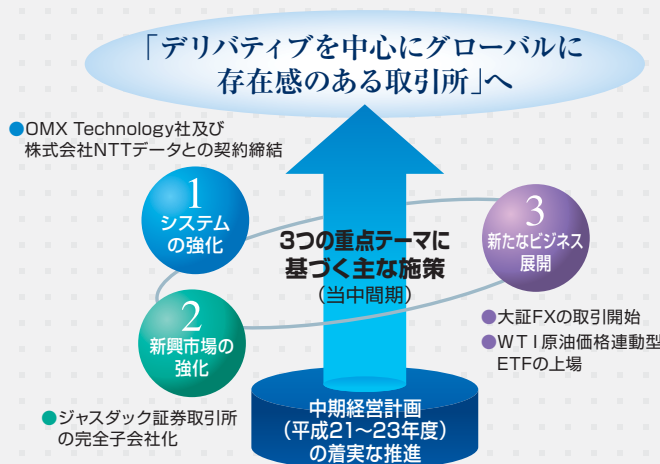 「デリバティブを中心にグローバルに
存在感のある取引所」へ
●OMX Technology社及び
株式会社NTTデータとの契約締結
1
システム
の強化
3つの重点テーマに
基づく主な施策
(当中間期)
3
新たなビジネス
展開
2
新興市場の
強化
●大証FXの取引開始
●WTI原油価格連動型
ETFの上場
●ジャスダック証券取引所
の完全子会社化
中期経営計画
(平成21〜23年度)
の着実な推進